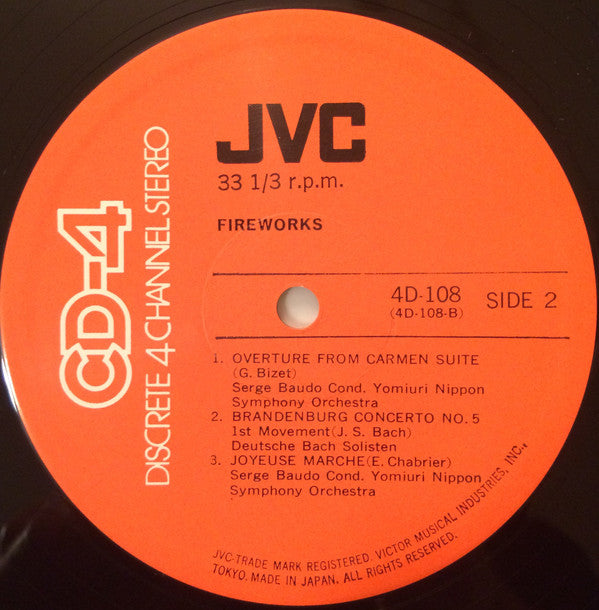 JVC
33 1/3 r.p.m.
FIREWORKS
CD-4
DISCRETE 4 CHANNEL STEREO
4D-108 SIDE 2
(4D-108-B)
1. OVERTURE FROM CARMEN SUITE
(G. Bizet)
Serge Baudo Cond. Yomiuri Nippon
Symphony Orchestra
2. BRANDENBURG CONCERTO NO. 5
1st Movement(J. S. Bach)
Deutsche Bach Solisten
3. JOYEUSE MARCHE(E. Chabrier)
Serge Baudo Cond. Yomiuri Nippon
Symphony Orchestra
JVC-TRADE MARK REGISTERED. VICTOR MUSICAL INDUSTRIES, INC.,
TOKYO. MADE IN JAPAN. ALL RIGHTS RESERVED.